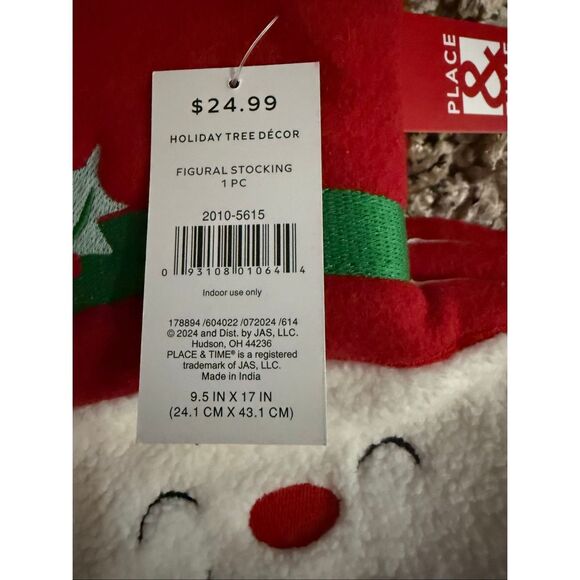 $24.99
HOLIDAY TREE DÉCOR
FIGURAL STOCKING
1 PC
2010-5615
0 93108 01064 4
Indoor use only
178894 /604022 /072024 /614
© 2024 and Dist. by JAS, LLC.
Hudson, OH 44236
PLACE & TIME® is a registered
trademark of JAS, LLC.
Made in India
9.5 IN X 17 IN
(24.1 CM X 43.1 CM)
PLACE
&